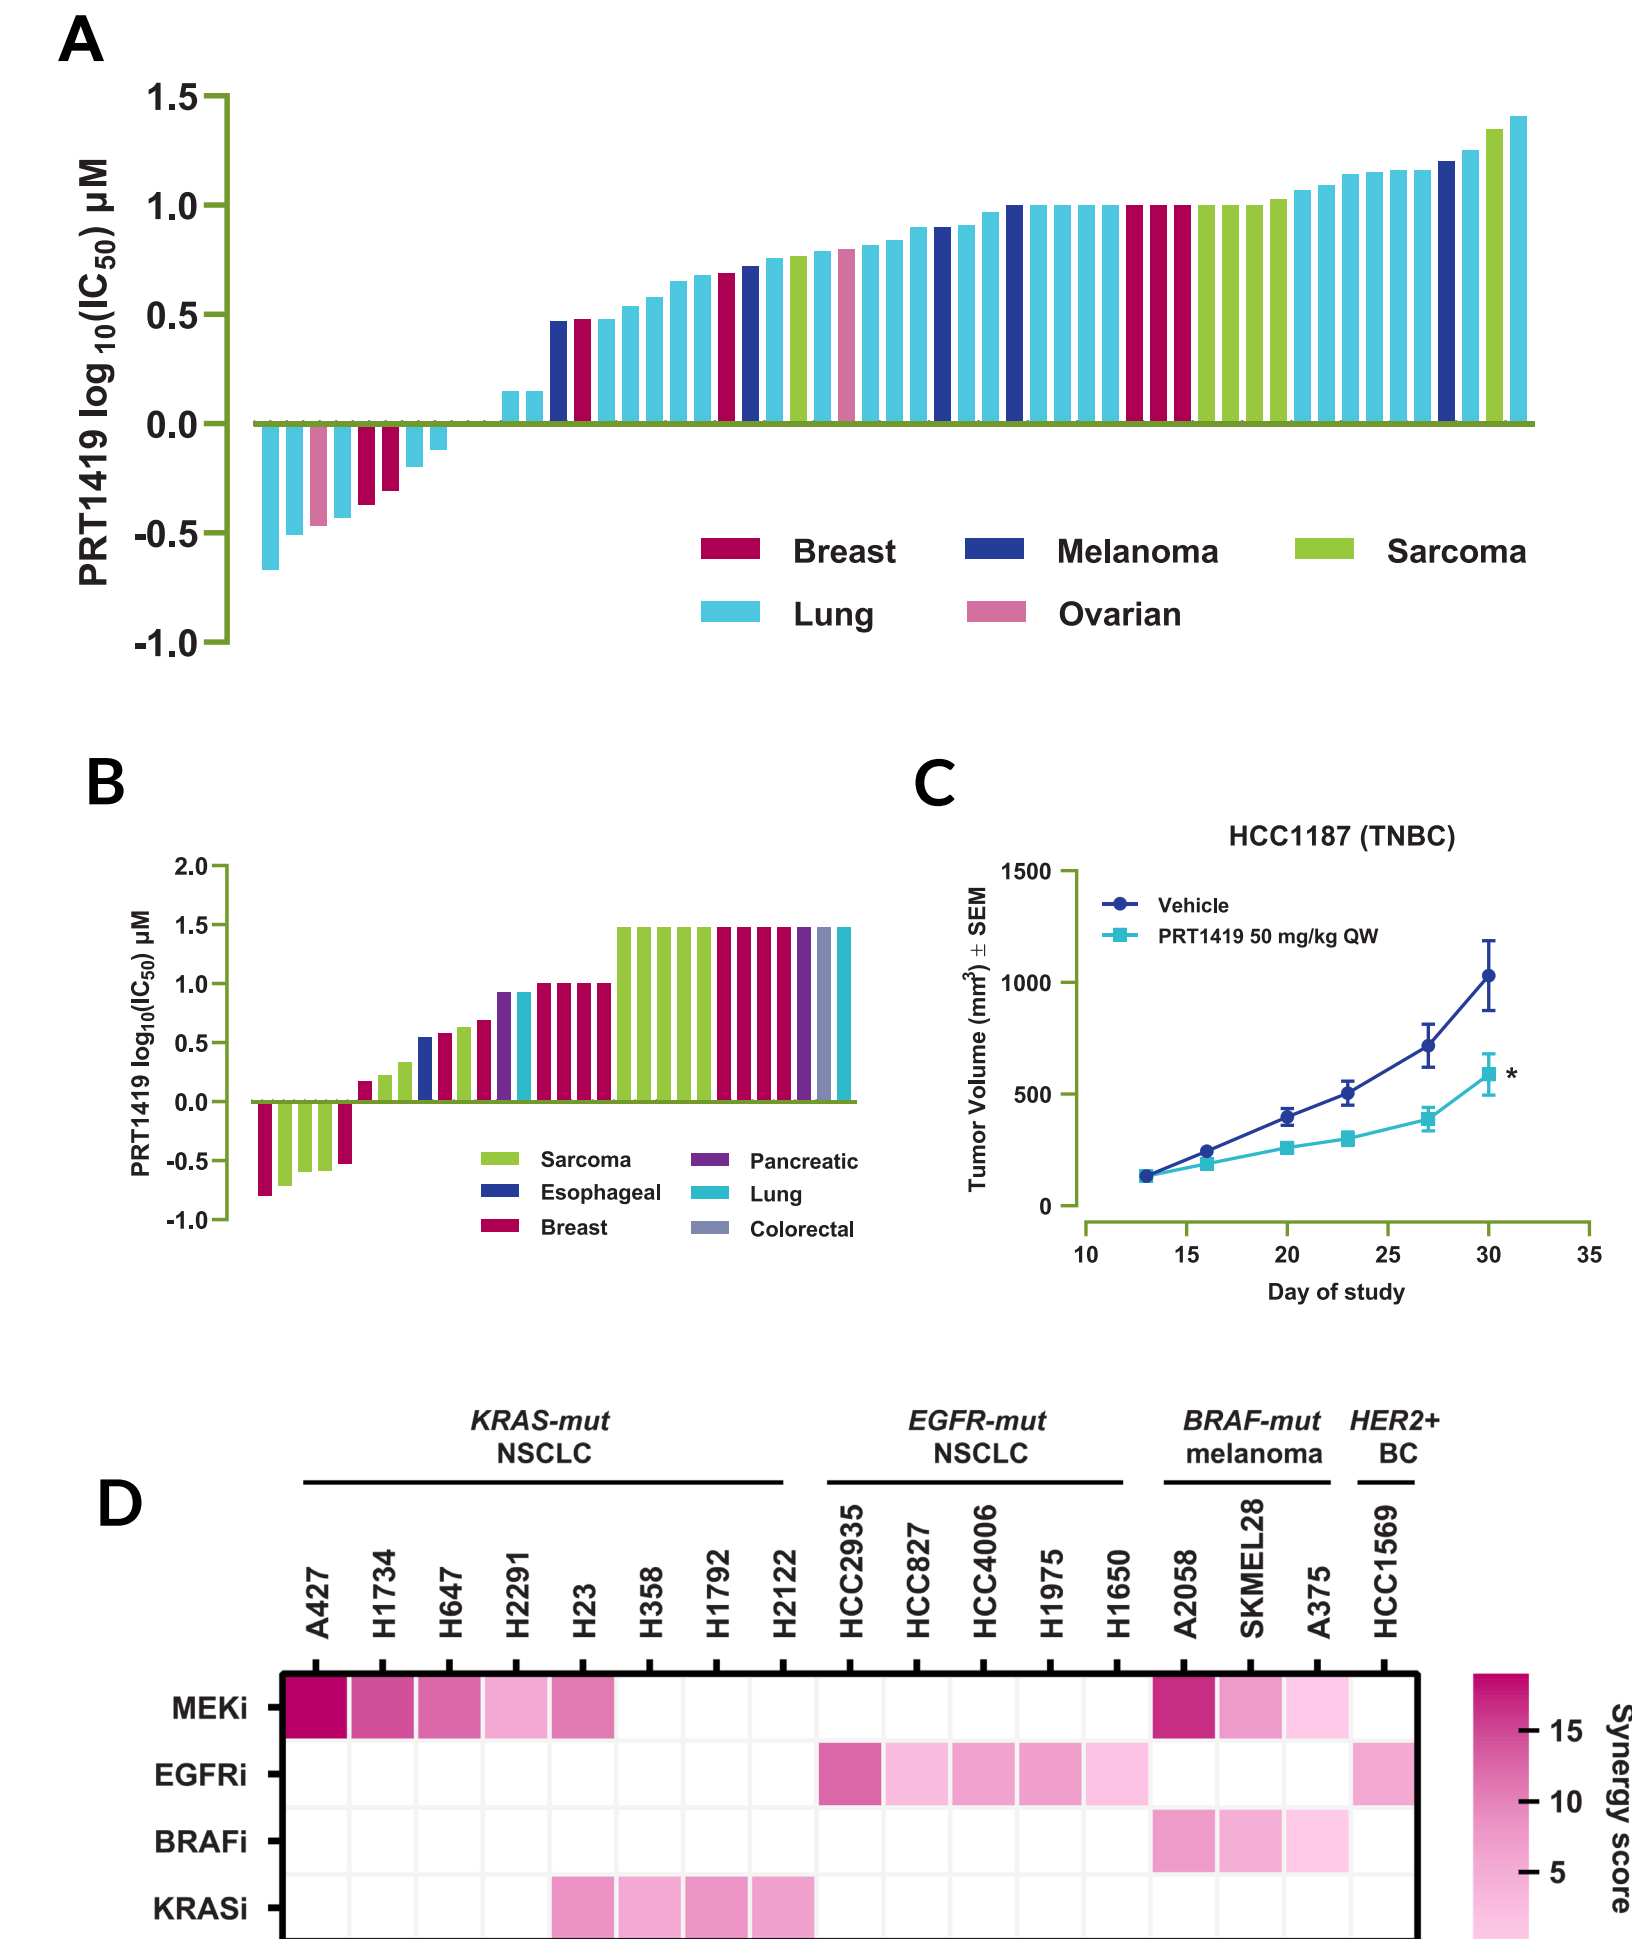 A
1.5
1.0
0.5
0.0
-0.5
-1.0
PRT1419 log10(IC50) µM
Breast
Melanoma
Sarcoma
Lung
Ovarian
B
2.0
1.5
1.0
0.5
0.0
-0.5
-1.0
PRT1419 log10(IC50) µM
Sarcoma
Esophageal
Breast
Pancreatic
Lung
Colorectal
C
HCC1187 (TNBC)
1500
1000
500
0
Tumor Volume (mm3) ± SEM
Vehicle
PRT1419 50 mg/kg QW
*
10 15 20 25 30 35
Day of study
D
KRAS-mut
NSCLC
EGFR-mut
NSCLC
BRAF-mut
melanoma
HER2+
BC
A427
H1734
H647
H2291
H23
H358
H1792
H2122
HCC2935
HCC827
HCC4006
H1975
H1650
A2058
SKMEL28
A375
HCC1569
MEKi
EGFRi
BRAFi
KRASi
15
10
5
Synergy score